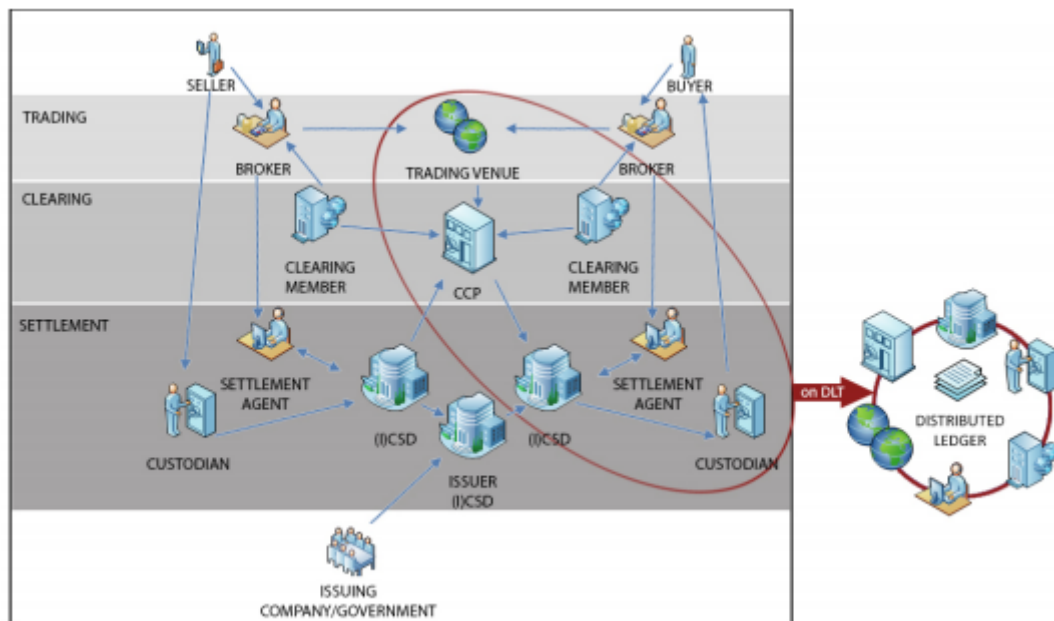 SELLER
BUYER
TRADING
BROKER
TRADING VENUE
BROKER
CLEARING
CLEARING
MEMBER
CCP
CLEARING
MEMBER
SETTLEMENT
SETTLEMENT
AGENT
(I)CSD
(I)CSD
SETTLEMENT
AGENT
CUSTODIAN
ISSUER
(I)CSD
CUSTODIAN
ISSUING
COMPANY/GOVERNMENT
on DLT
DISTRIBUTED
LEDGER